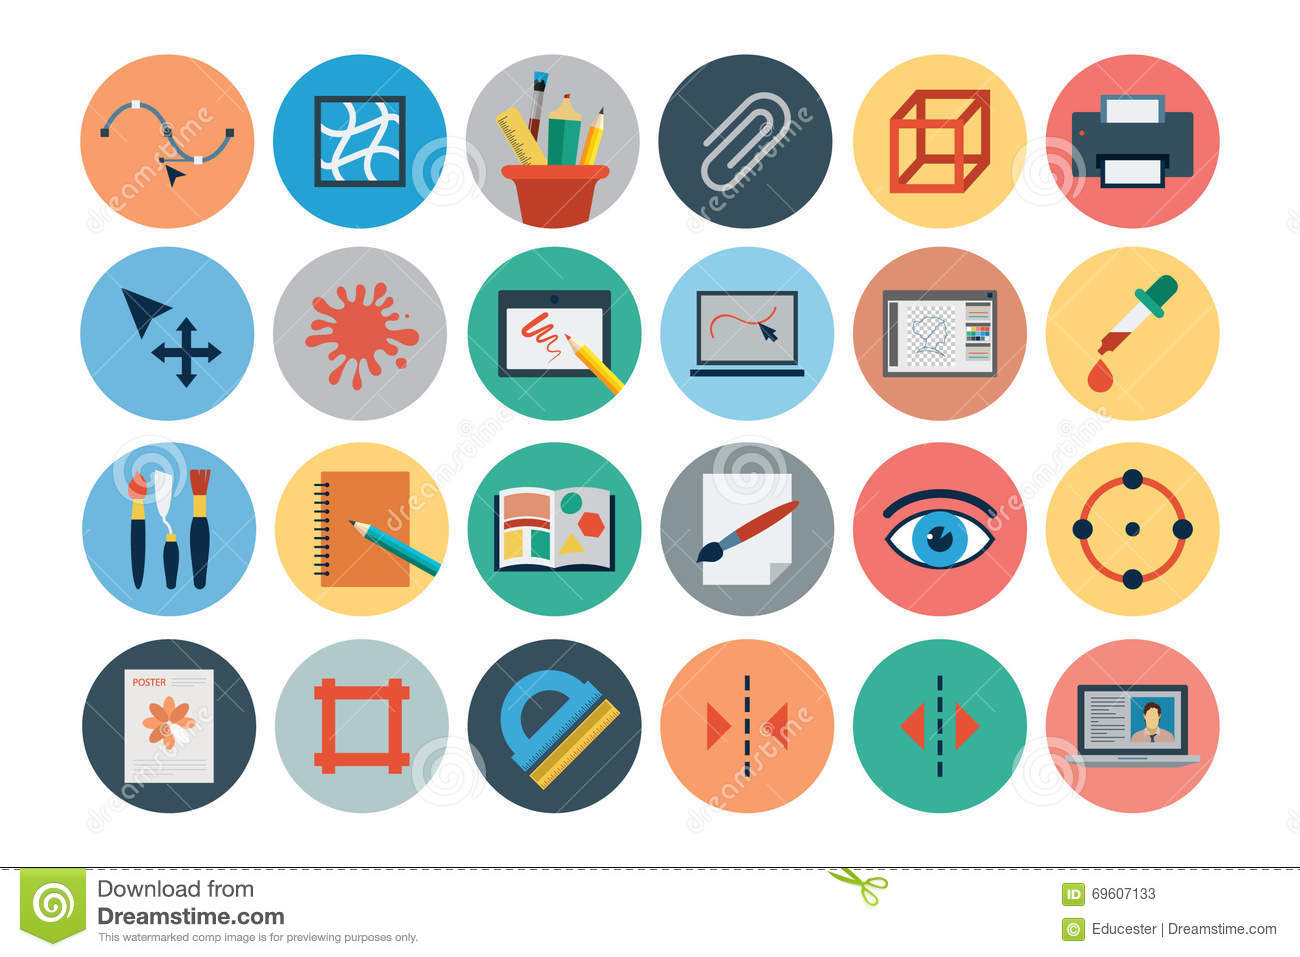 POSTER
Download from
Dreamstime.com
This watermarked comp image is for previewing purposes only.
ID 69607133
© Educester | Dreamstime.com
dreamstime